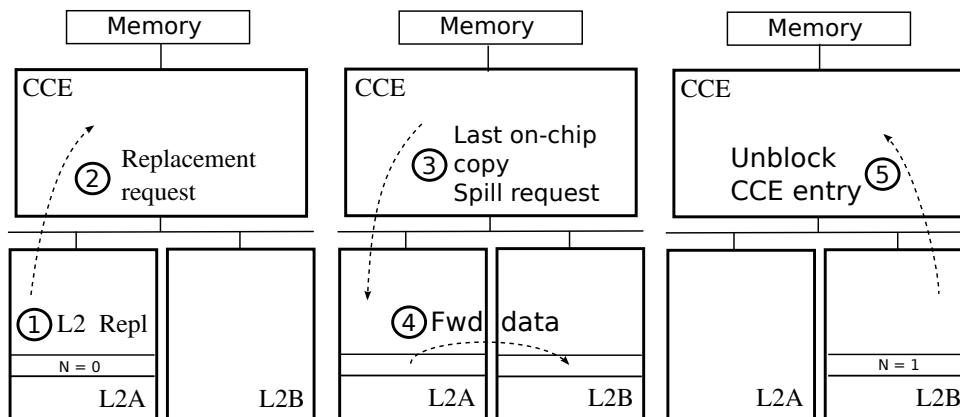 Memory
CCE
2 Replacement
request
1 L2 Repl
N = 0
L2A
L2B
Memory
CCE
Last on-chip
3 copy
Spill request
4 Fwd data
L2A
L2B
Memory
CCE
Unblock
CCE entry 5
N = 1
L2A
L2B